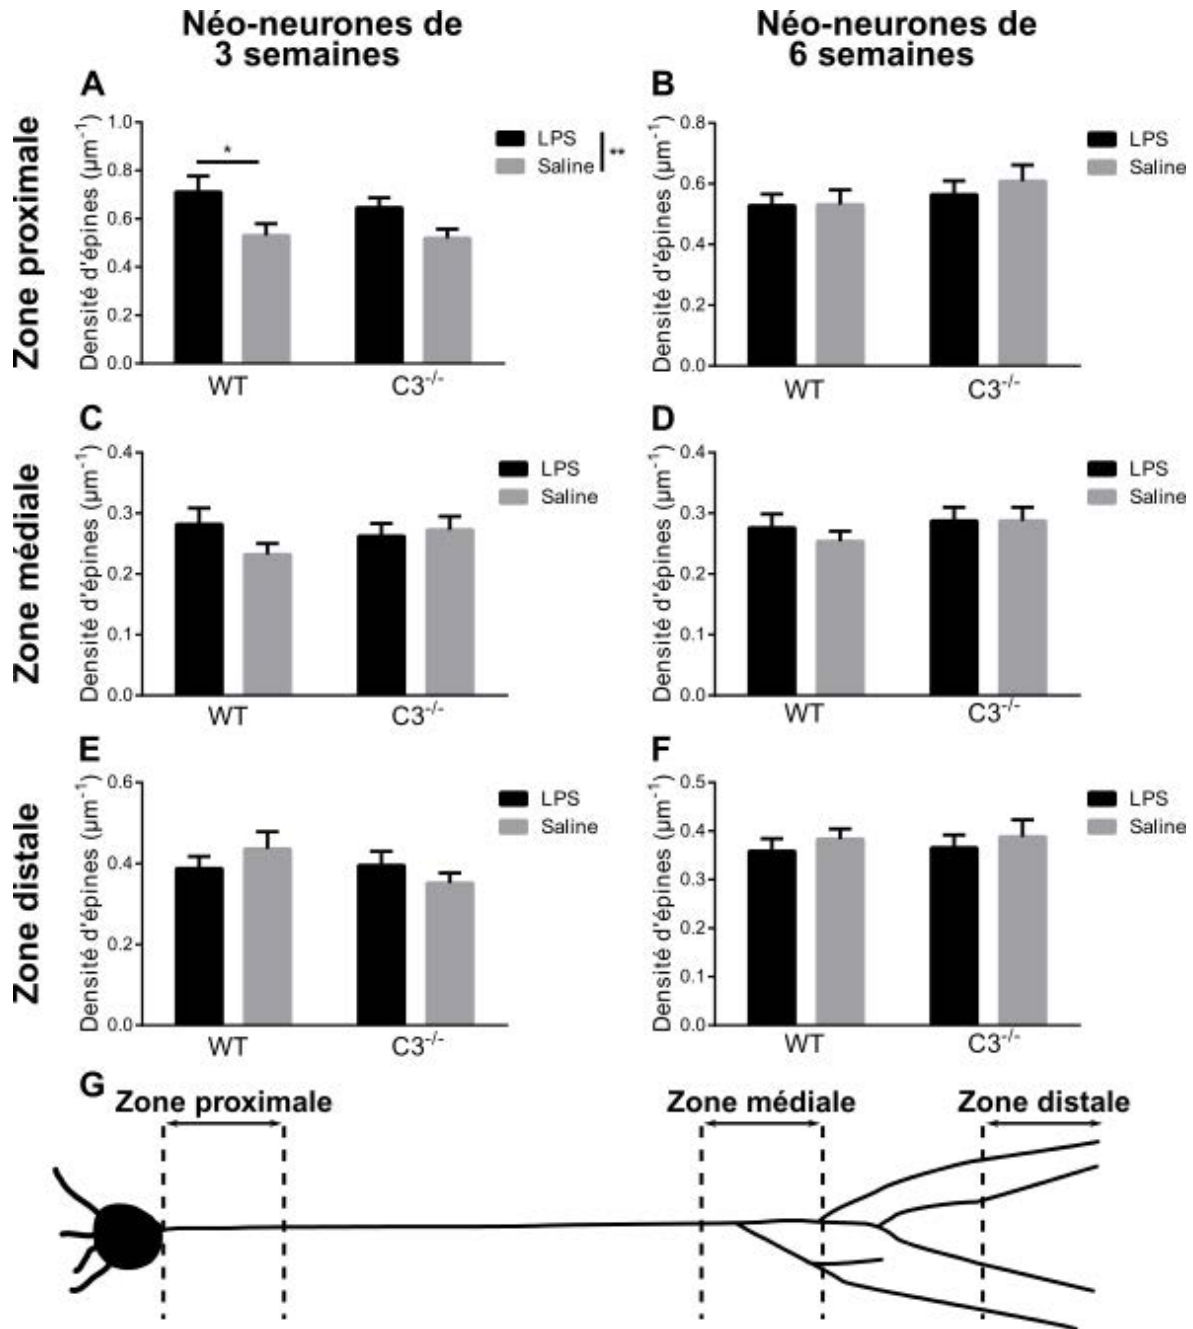 Néo-neurones de
3 semaines
Néo-neurones de
6 semaines
Zone proximale
A
Densité d'épines (µm⁻¹)
1.0
0.8
0.6
0.4
0.2
0.0
*
WT
C3⁻/⁻
LPS
Saline
**
B
Densité d'épines (µm⁻¹)
0.8
0.6
0.4
0.2
0.0
WT
C3⁻/⁻
LPS
Saline
Zone médiale
C
Densité d'épines (µm⁻¹)
0.4
0.3
0.2
0.1
0.0
WT
C3⁻/⁻
LPS
Saline
D
Densité d'épines (µm⁻¹)
0.4
0.3
0.2
0.1
0.0
WT
C3⁻/⁻
LPS
Saline
Zone distale
E
Densité d'épines (µm⁻¹)
0.6
0.4
0.2
0.0
WT
C3⁻/⁻
LPS
Saline
F
Densité d'épines (µm⁻¹)
0.5
0.4
0.3
0.2
0.1
0.0
WT
C3⁻/⁻
LPS
Saline
G
Zone proximale
Zone médiale
Zone distale